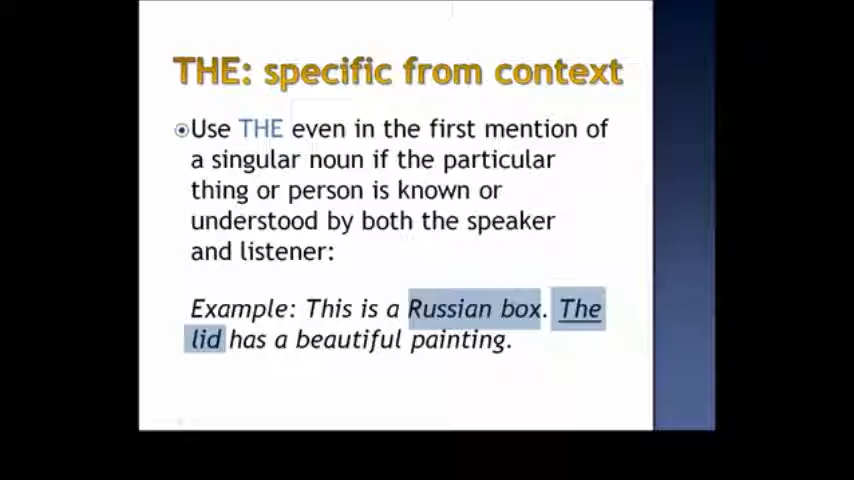 THE: specific from context
Use THE even in the first mention of
a singular noun if the particular
thing or person is known or
understood by both the speaker
and listener:
Example: This is a Russian box. The
lid has a beautiful painting.